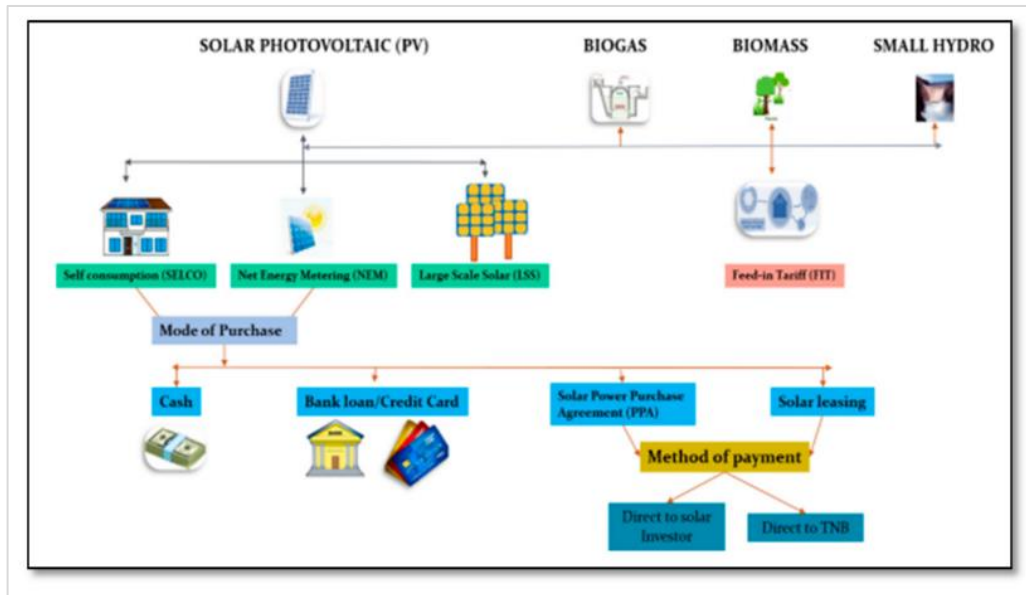 SOLAR PHOTOVOLTAIC (PV)
BIOGAS
BIOMASS
SMALL HYDRO
Self consumption (SELCO)
Net Energy Metering (NEM)
Large Scale Solar (LSS)
Feed-in Tariff (FIT)
Mode of Purchase
Cash
Bank loan/Credit Card
Solar Power Purchase
Agreement (PPA)
Solar leasing
BANK
Method of payment
Direct to solar
Investor
Direct to TNB